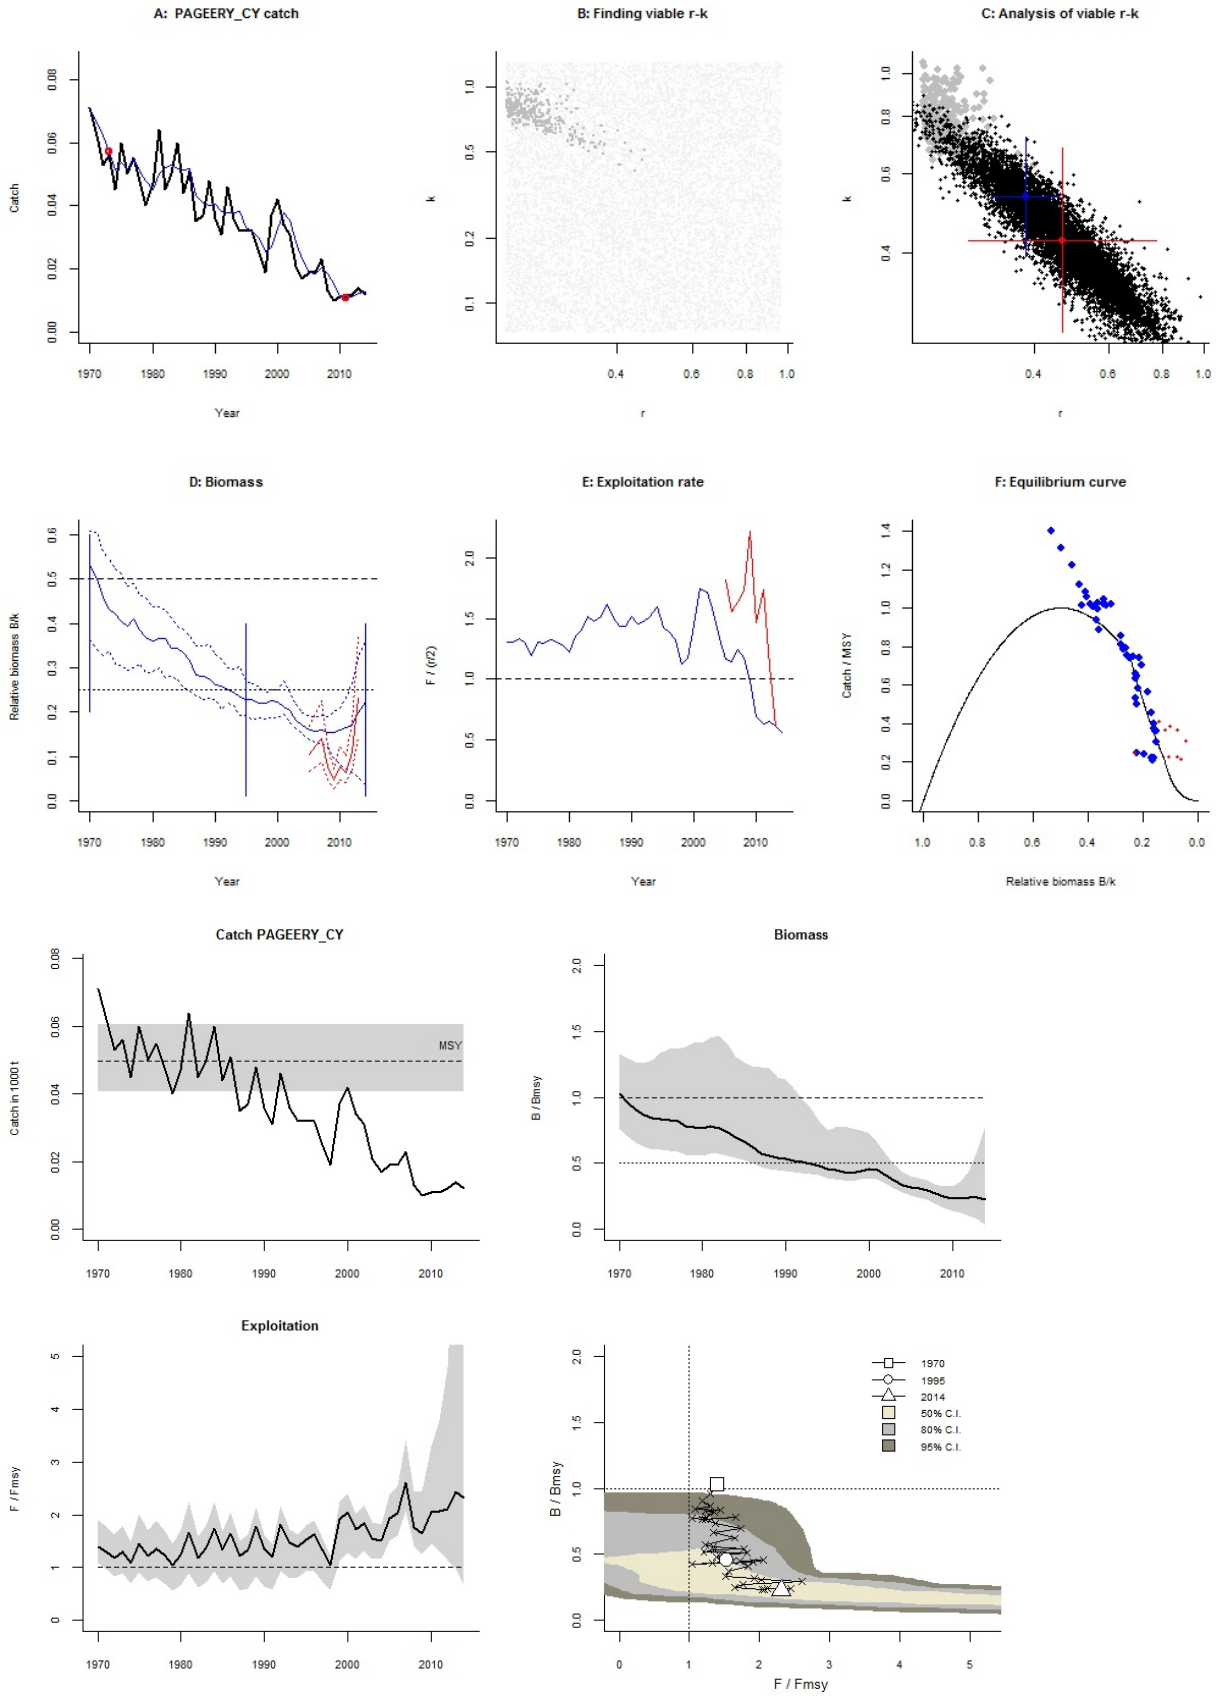 A: PAGEERY_CY catch
B: Finding viable r-k
C: Analysis of viable r-k
Catch
0.00 0.02 0.04 0.06 0.08
1970 1980 1990 2000 2010
Year
k
0.1 0.2 0.5 1.0
0.4 0.6 0.8 1.0
r
k
0.4 0.6 0.8 1.0
0.4 0.6 0.8 1.0
r
D: Biomass
E: Exploitation rate
F: Equilibrium curve
Relative biomass B/k
0.0 0.1 0.2 0.3 0.4 0.5 0.6
1970 1980 1990 2000 2010
Year
F / (r/2)
0.0 0.5 1.0 1.5 2.0
1970 1980 1990 2000 2010
Year
Catch / MSY
0.0 0.2 0.4 0.6 0.8 1.0 1.2 1.4
1.0 0.8 0.6 0.4 0.2 0.0
Relative biomass B/k
Catch PAGEERY_CY
Biomass
Catch in 1000 t
0.00 0.02 0.04 0.06 0.08
MSY
1970 1980 1990 2000 2010
B / Bmsy
0.0 0.5 1.0 1.5 2.0
1970 1980 1990 2000 2010
Exploitation
F / Fmsy
0 1 2 3 4 5
1970 1980 1990 2000 2010
B / Bmsy
0.0 0.5 1.0 1.5 2.0
1970
1995
2014
50% C.I.
80% C.I.
95% C.I.
0 1 2 3 4 5
F / Fmsy